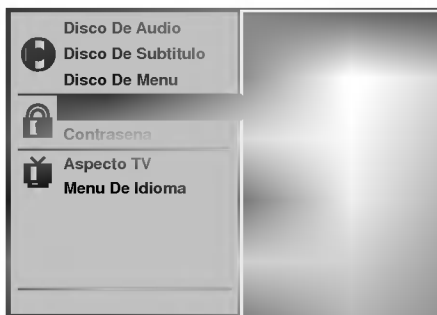 Disco De Audio
Disco De Subtitulo
Disco De Menu
Contrasena
Aspecto TV
Menu De Idioma